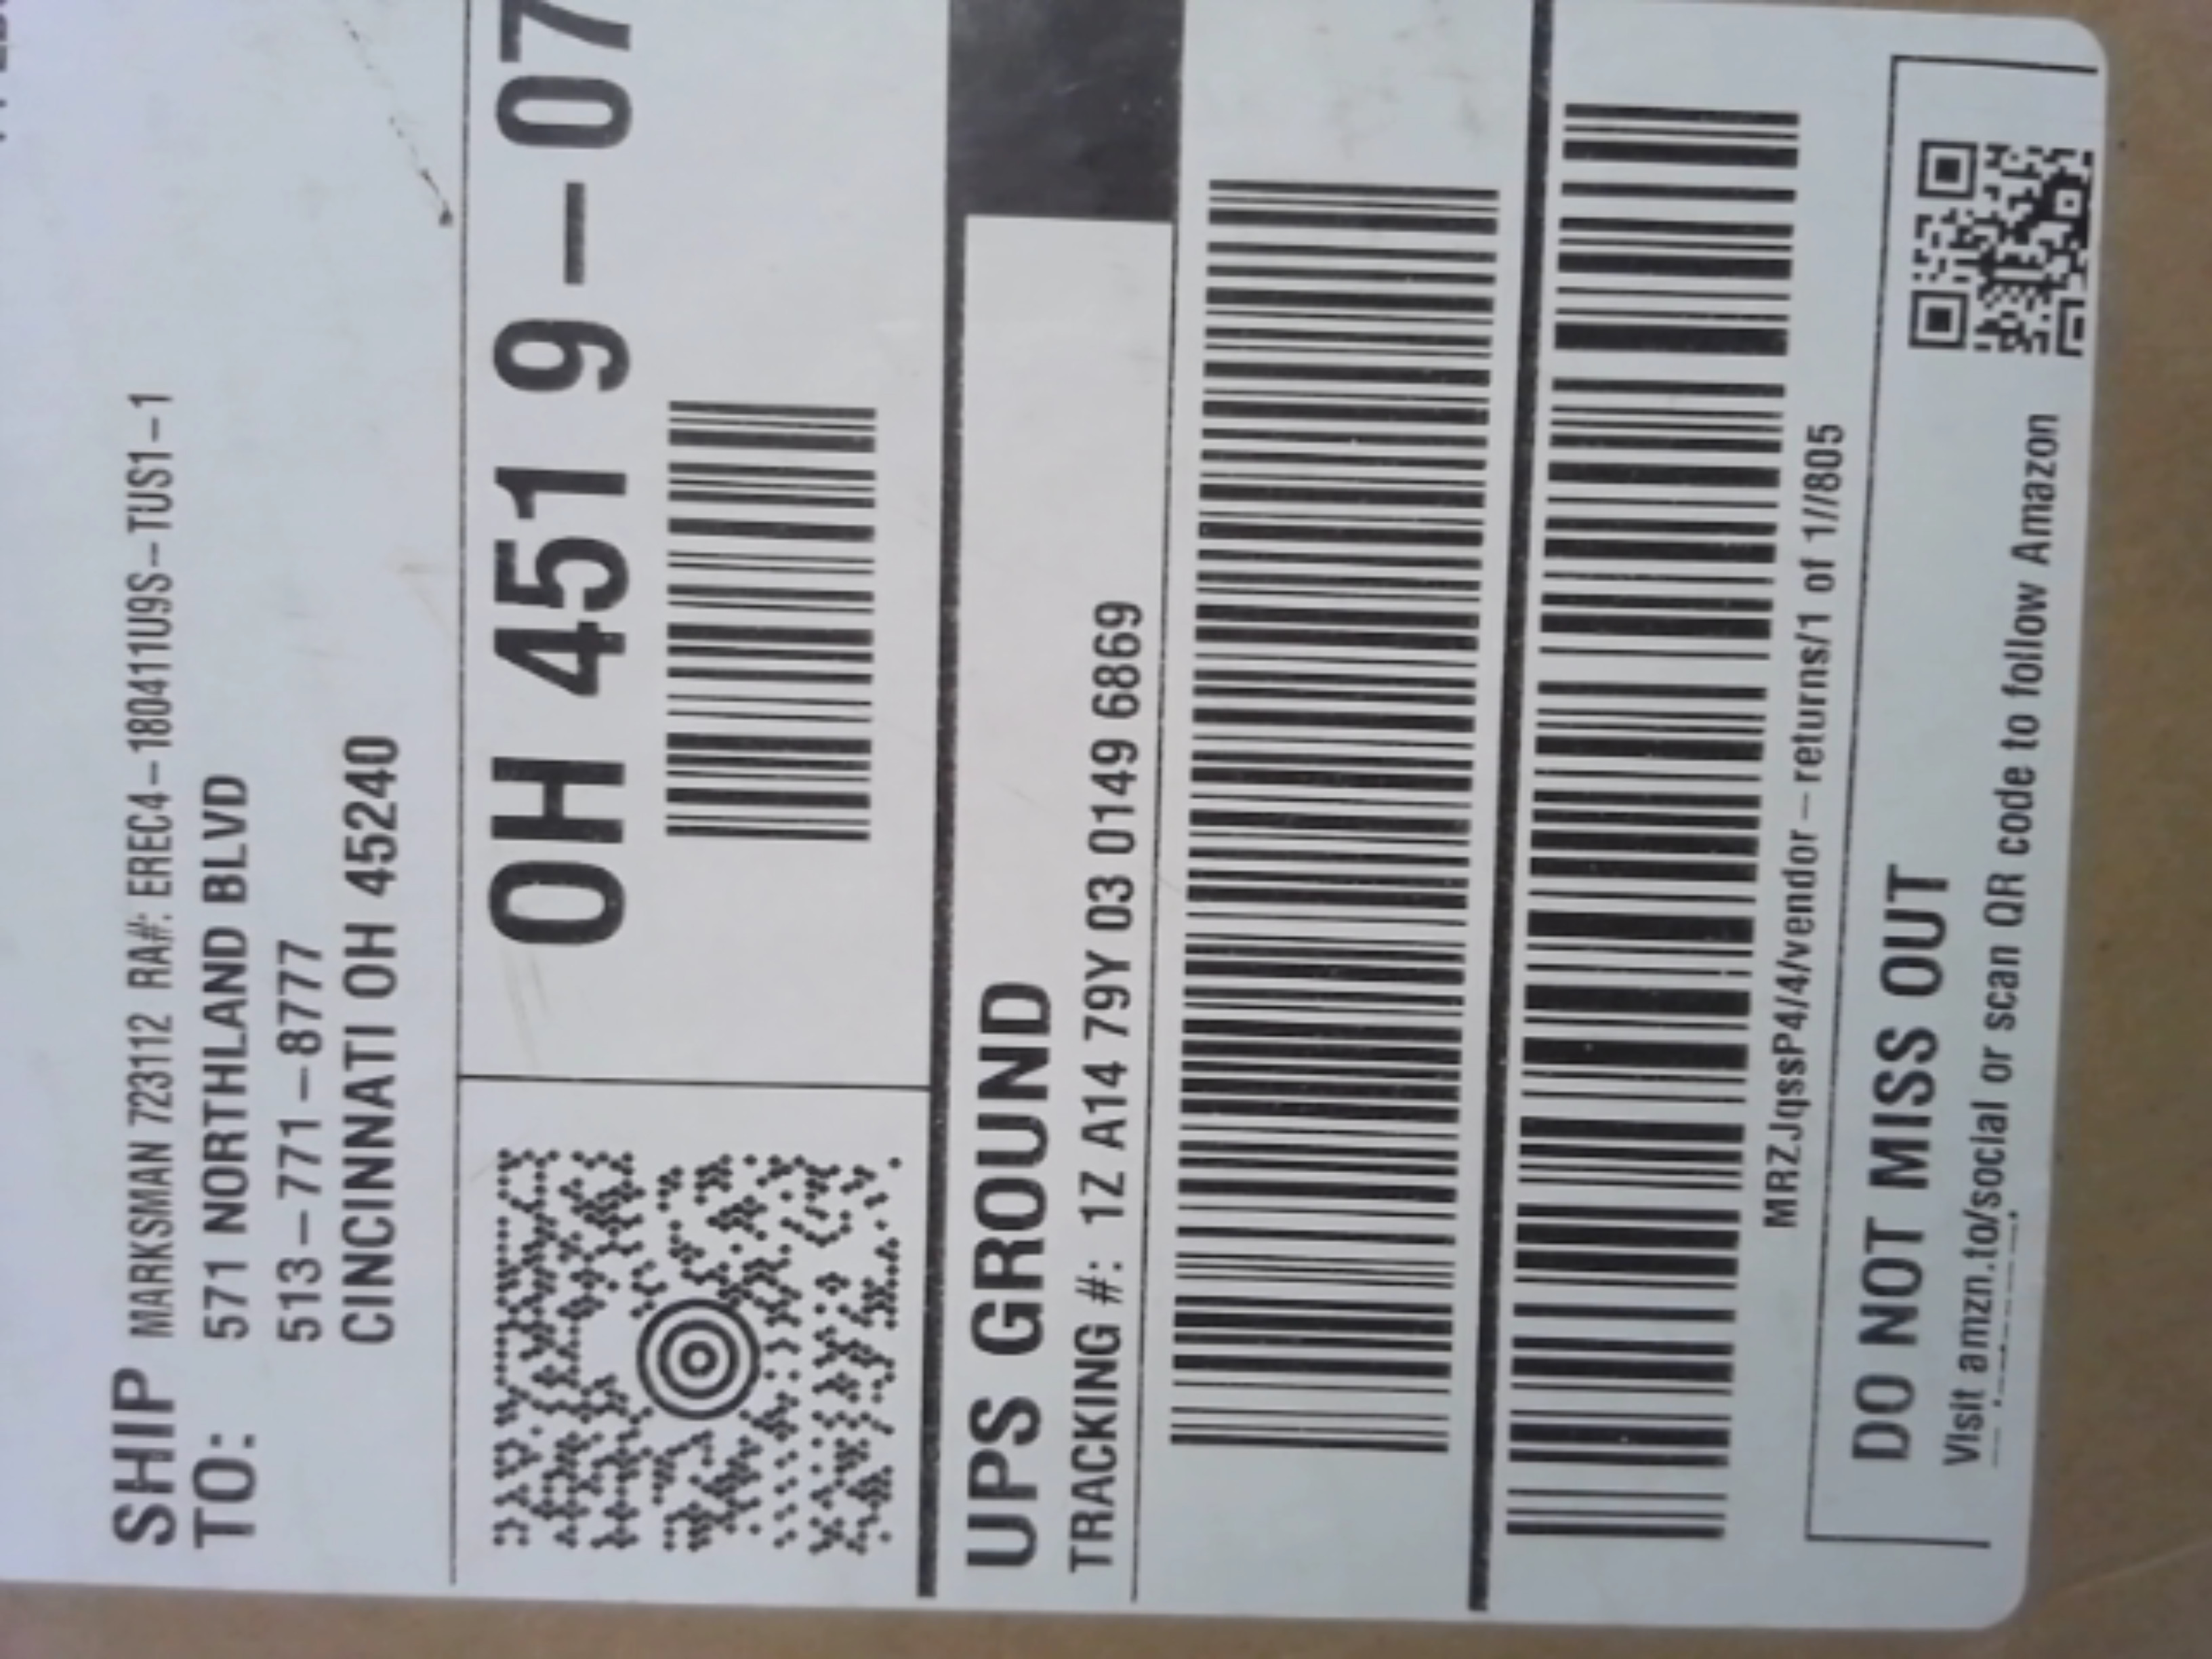 SHIP TO:
MARKSMAN 723112 RA#: EREC4-180411U9S-TUS1-1
571 NORTHLAND BLVD
513-771-8777
CINCINNATI OH 45240
OH 451 9-07
UPS GROUND
TRACKING #: 1Z A14 79Y 03 0149 6869
MRZJqssP4/4/vendor-returns/1 of 1//805
DO NOT MISS OUT
Visit amzn.to/social or scan QR code to follow Amazon